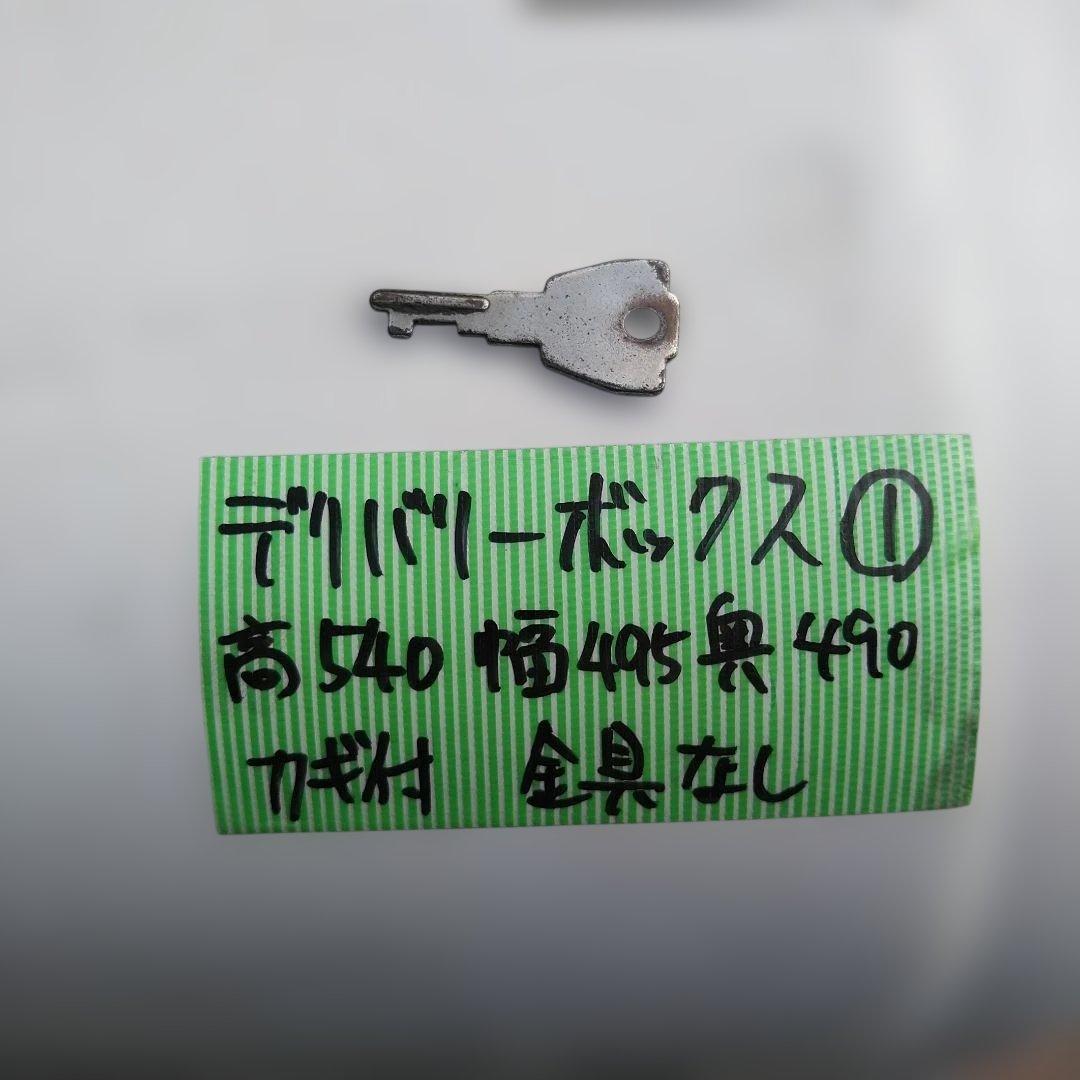 デリバリーボックス①
高540 幅495 奥490
カギ付 金具なし